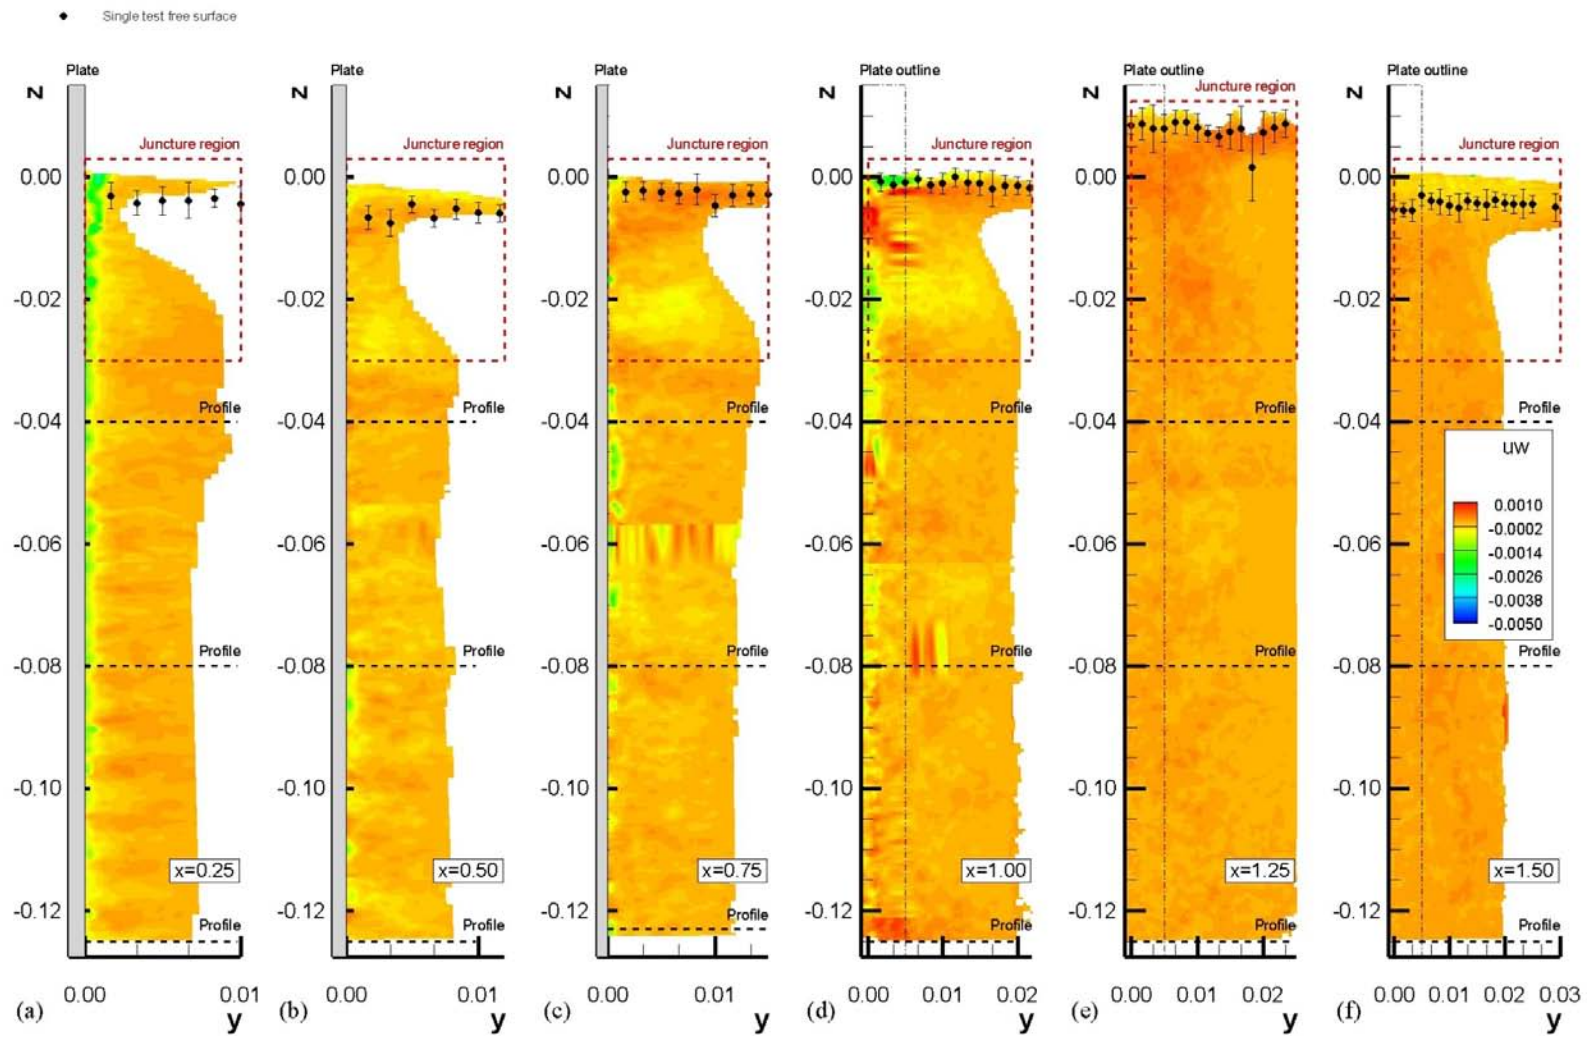 Single test free surface
Plate Plate Plate Plate outline Plate outline Plate outline
z z z z z z
Juncture region Juncture region Juncture region Juncture region Juncture region Juncture region
0.00 0.00 0.00 0.00 0.00 0.00
-0.02 -0.02 -0.02 -0.02 -0.02 -0.02
Profile Profile Profile Profile Profile Profile
-0.04 -0.04 -0.04 -0.04 -0.04 -0.04
uw
0.0010
-0.0002
-0.0014
-0.0026
-0.0038
-0.0050
-0.06 -0.06 -0.06 -0.06 -0.06 -0.06
Profile Profile Profile Profile Profile Profile
-0.08 -0.08 -0.08 -0.08 -0.08 -0.08
-0.10 -0.10 -0.10 -0.10 -0.10 -0.10
x=0.25 x=0.50 x=0.75 x=1.00 x=1.25 x=1.50
-0.12 -0.12 -0.12 -0.12 -0.12 -0.12
Profile Profile Profile Profile Profile Profile
0.00 0.01 0.00 0.01 0.00 0.01 0.00 0.01 0.02 0.00 0.01 0.02 0.00 0.01 0.02 0.03
(a) y (b) y (c) y (d) y (e) y (f) y